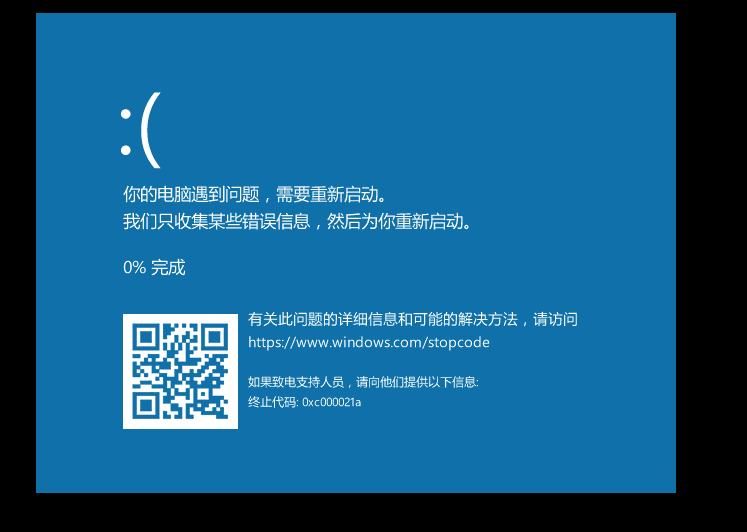 :(
你的电脑遇到问题，需要重新启动。
我们只收集某些错误信息，然后为你重新启动。
0% 完成
有关此问题的详细信息和可能的解决方法，请访问
https://www.windows.com/stopcode
如果致电支持人员，请向他们提供以下信息:
终止代码: 0xc000021a